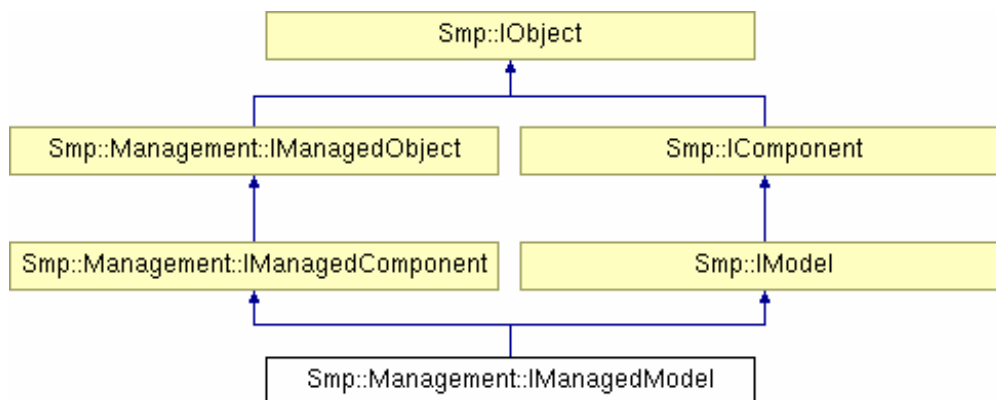 Smp::IObject
Smp::Management::IManagedObject
Smp::IComponent
Smp::Management::IManagedComponent
Smp::IModel
Smp::Management::IManagedModel